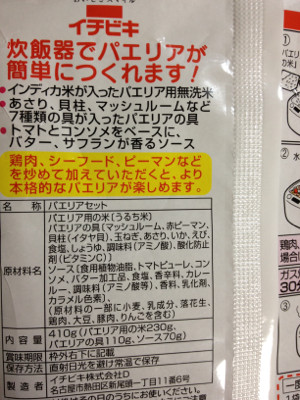 イチビキ
炊飯器でパエリアが
簡単につくれます!
•インディカ米が入ったパエリア用無洗米
•あさり、貝柱、マッシュルームなど
7種類の具が入ったパエリアの具
•トマトとコンソメをベースに、
バター、サフランが香るソース
鶏肉、シーフード、ピーマンなど
を炒めて加えていただくと、より
本格的なパエリアが楽しめます。
名称 パエリアセット
原材料名 パエリア用の米(うるち米)
パエリアの具(マッシュルーム、赤ピーマン、
貝柱(イタヤ貝)、玉ねぎ、あさり、いか、えび、
食塩、しょうゆ、調味料(アミノ酸)、酸化防止
剤(ビタミンC))
ソース(食用植物油脂、トマトピューレ、コン
ソメ、バター加工品、食塩、香辛料、カレー
ルー、調味料(アミノ酸等)、香料、乳化剤、
カラメル色素)、
(原材料の一部に小麦、乳成分、落花生、
鶏肉、大豆、豚肉、りんごを含む)
内容量 410g(パエリア用の米230g、
パエリアの具110g、ソース70g)
賞味期限 枠外右下に記載
保存方法 直射日光を避け常温で保存
製造者 イチビキ株式会社D
名古屋市熱田区新尾頭一丁目11番6号
①
②
③
鶏肉
場合
ガス
30分